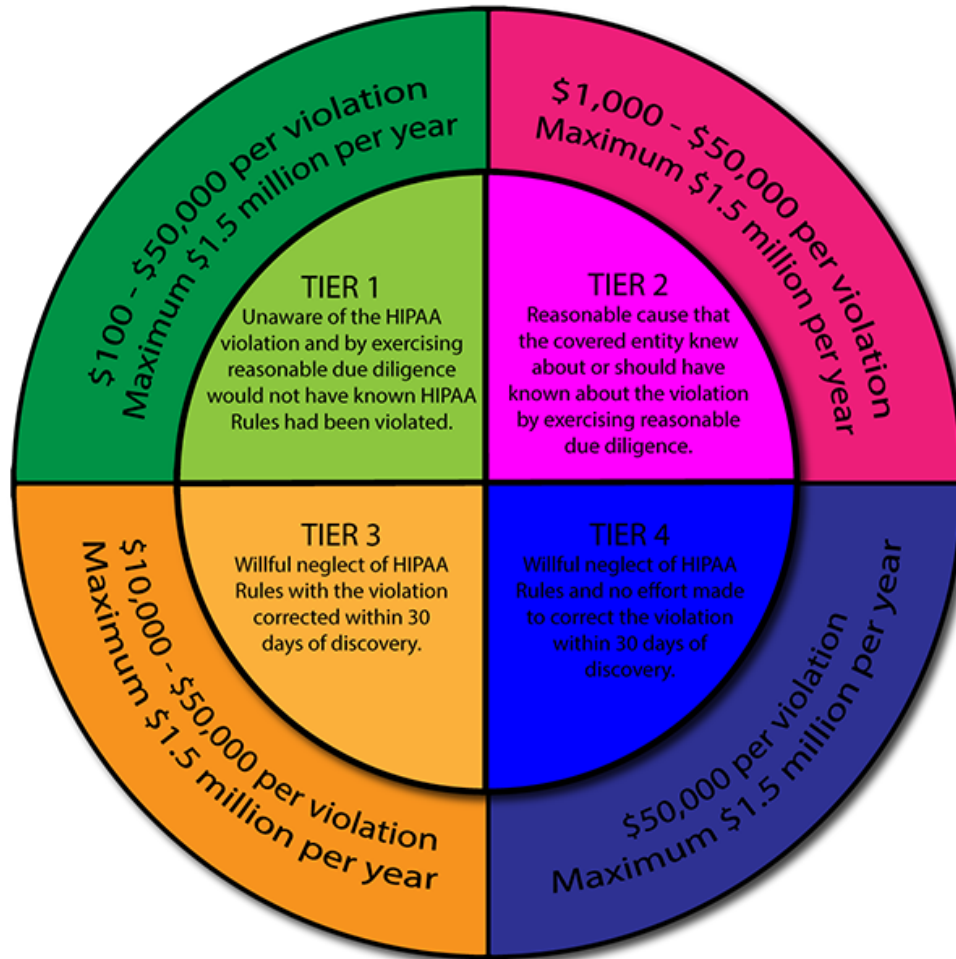 $100 - $50,000 per violation
Maximum $1.5 million per year
TIER 1
Unaware of the HIPAA
violation and by exercising
reasonable due diligence
would not have known HIPAA
Rules had been violated.
$1,000 - $50,000 per violation
Maximum $1.5 million per year
TIER 2
Reasonable cause that
the covered entity knew
about or should have
known about the violation
by exercising reasonable
due diligence.
TIER 3
Willful neglect of HIPAA
Rules with the violation
corrected within 30
days of discovery.
$10,000 - $50,000 per violation
Maximum $1.5 million per year
TIER 4
Willful neglect of HIPAA
Rules and no effort made
to correct the violation
within 30 days of
discovery.
$50,000 per violation
Maximum $1.5 million per year